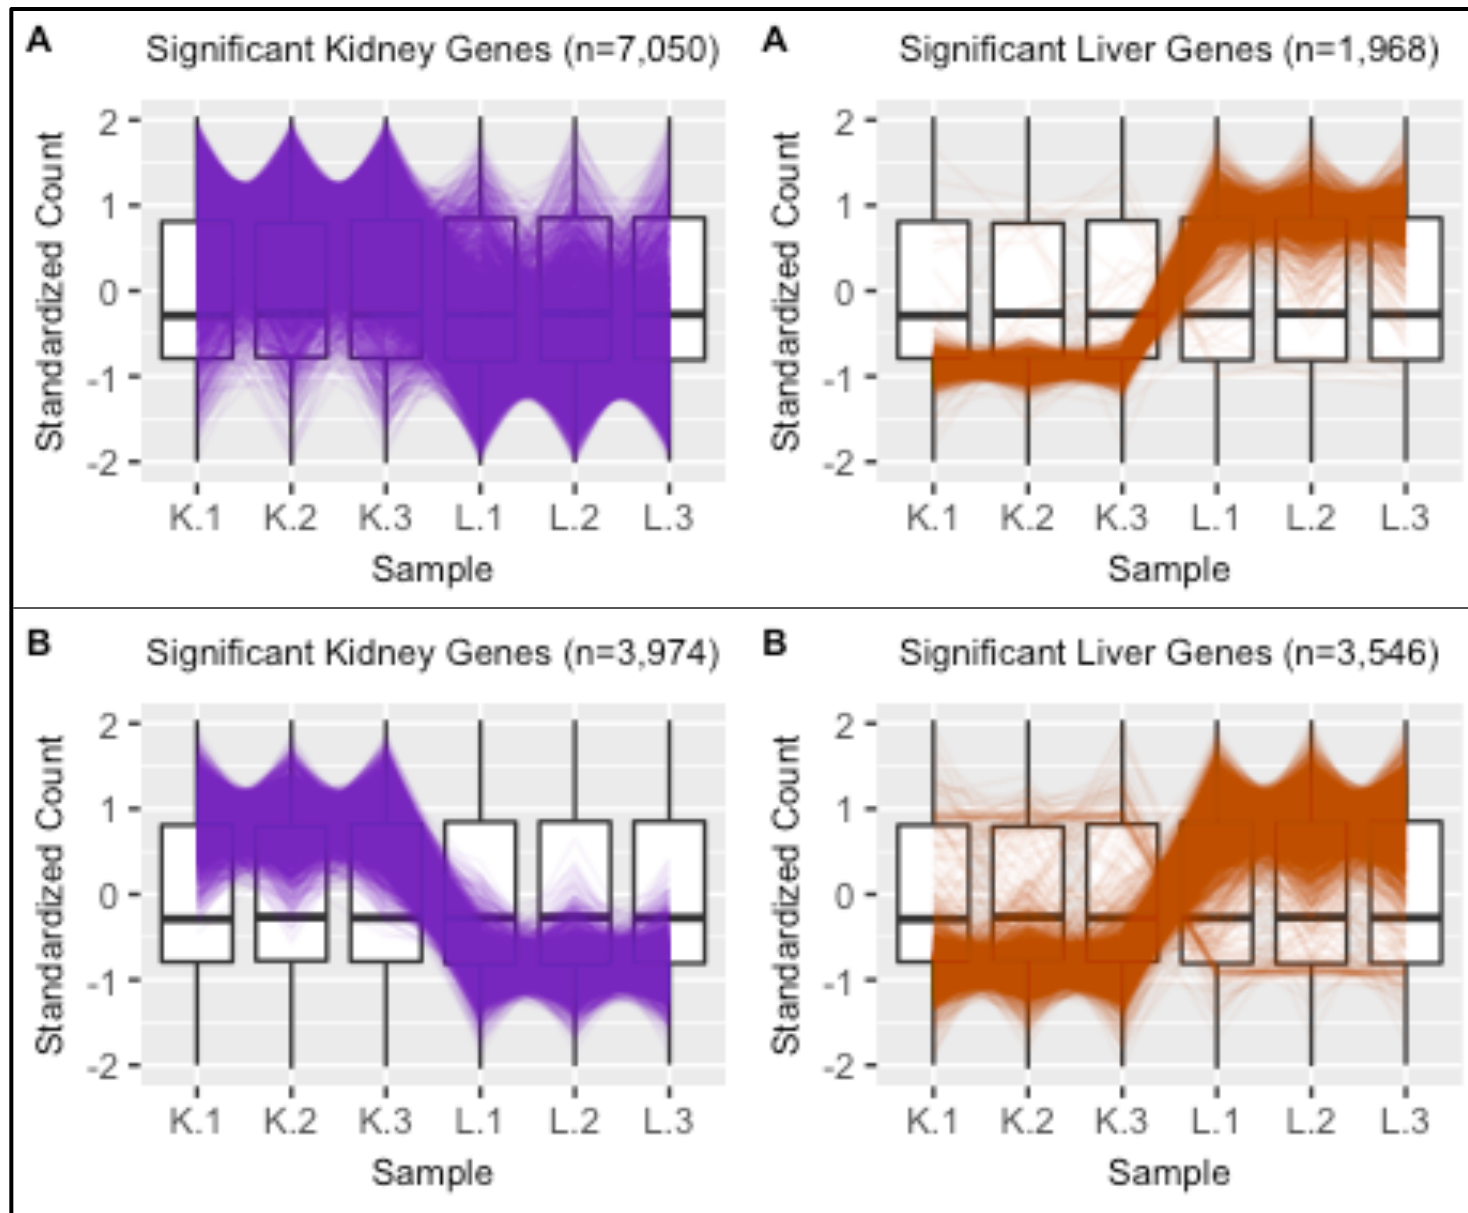 A Significant Kidney Genes (n=7,050)
Standardized Count
2
1
0
-1
-2
K.1 K.2 K.3 L.1 L.2 L.3
Sample
A Significant Liver Genes (n=1,968)
Standardized Count
2
1
0
-1
-2
K.1 K.2 K.3 L.1 L.2 L.3
Sample
B Significant Kidney Genes (n=3,974)
Standardized Count
2
1
0
-1
-2
K.1 K.2 K.3 L.1 L.2 L.3
Sample
B Significant Liver Genes (n=3,546)
Standardized Count
2
1
0
-1
-2
K.1 K.2 K.3 L.1 L.2 L.3
Sample